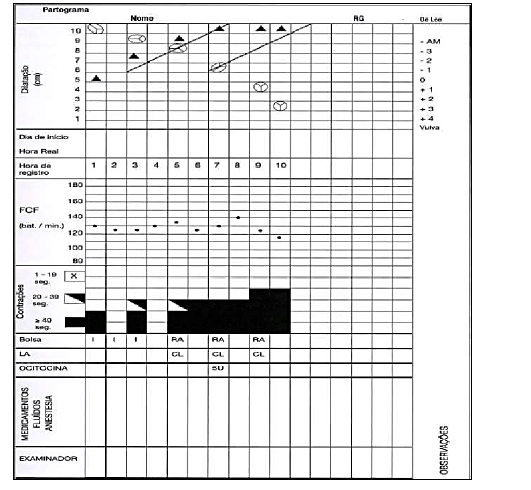 Partograma
Nome RG
De Lee
Dilatação (cm)
10
9
8
7
6
5
4
3
2
1
- AM
- 3
- 2
- 1
0
+ 1
+ 2
+ 3
+ 4
Vulva
Dia de início
Hora Real
Hora de registro 1 2 3 4 5 6 7 8 9 10
FCF (bat. / min.)
180
160
140
120
100
80
Contrações
1 - 19 seg. X
20 - 39 seg.
≥ 40 seg.
Bolsa I I I RA RA RA
LA CL CL CL
OCITOCINA 5U
MEDICAMENTOS
FLUÍDOS
ANESTESIA
EXAMINADOR
OBSERVAÇÕES